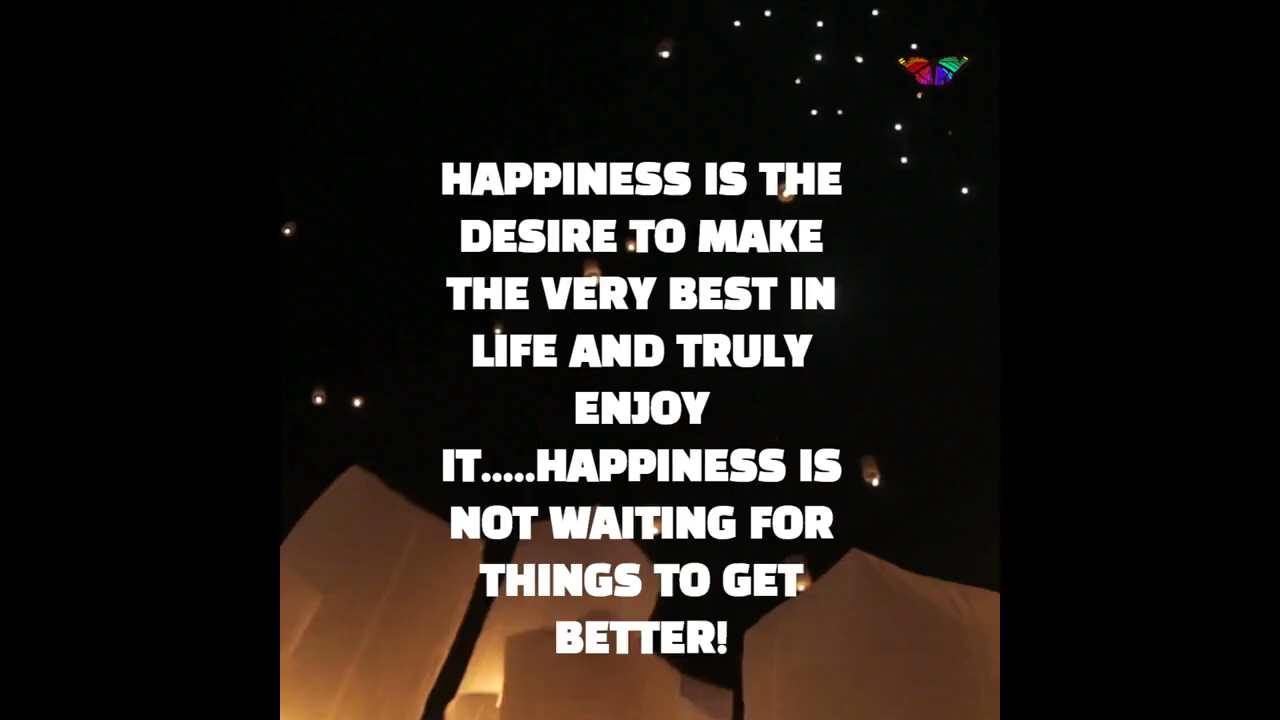 HAPPINESS IS THE
DESIRE TO MAKE
THE VERY BEST IN
LIFE AND TRULY
ENJOY
IT.....HAPPINESS IS
NOT WAITING FOR
THINGS TO GET
BETTER!